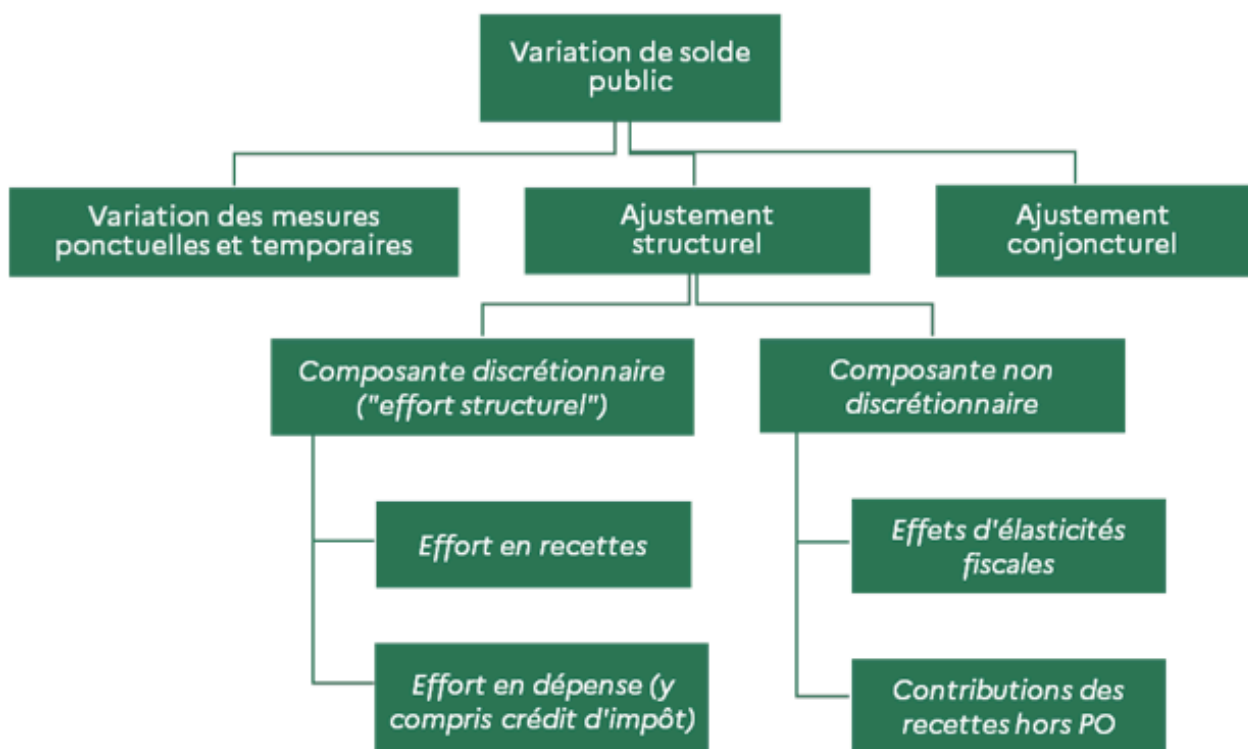 Variation de solde
public
Variation des mesures
ponctuelles et temporaires
Ajustement
structurel
Ajustement
conjoncturel
Composante discrétionnaire
("effort structurel")
Composante non
discrétionnaire
Effort en recettes
Effets d'élasticités
fiscales
Effort en dépense (y
compris crédit d'impôt)
Contributions des
recettes hors PO